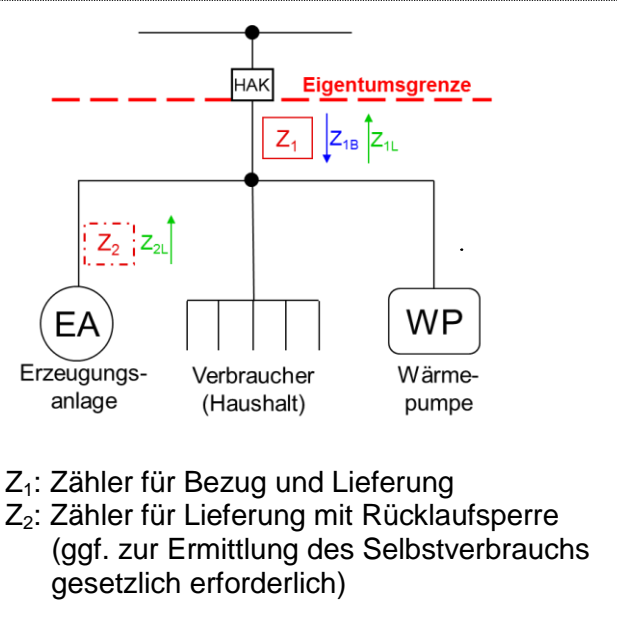 HAK Eigentumsgrenze
Z₁ Z₁B Z₁L
Z₂ Z₂L
EA WP
Erzeugungs-
anlage
Verbraucher
(Haushalt)
Wärme-
pumpe
Z₁: Zähler für Bezug und Lieferung
Z₂: Zähler für Lieferung mit Rücklaufsperre
(ggf. zur Ermittlung des Selbstverbrauchs
gesetzlich erforderlich)